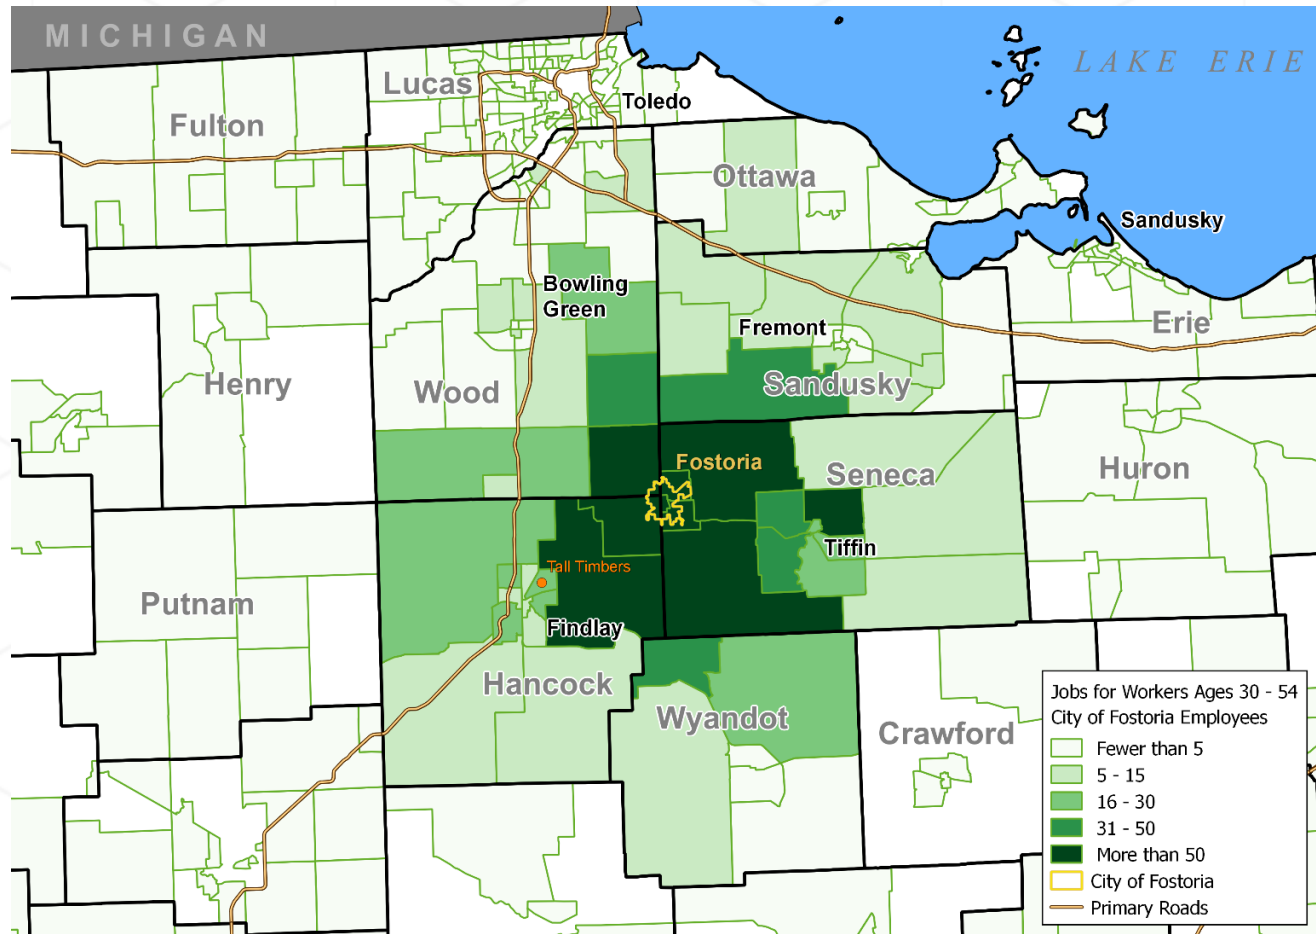 MICHIGAN
LAKE ERIE
Lucas
Toledo
Fulton
Ottawa
Sandusky
Bowling
Green
Fremont
Erie
Henry
Wood
Sandusky
Fostoria
Seneca
Huron
Tiffin
Tall Timbers
Putnam
Findlay
Hancock
Wyandot
Crawford
Jobs for Workers Ages 30 - 54
City of Fostoria Employees
Fewer than 5
5 - 15
16 - 30
31 - 50
More than 50
City of Fostoria
Primary Roads